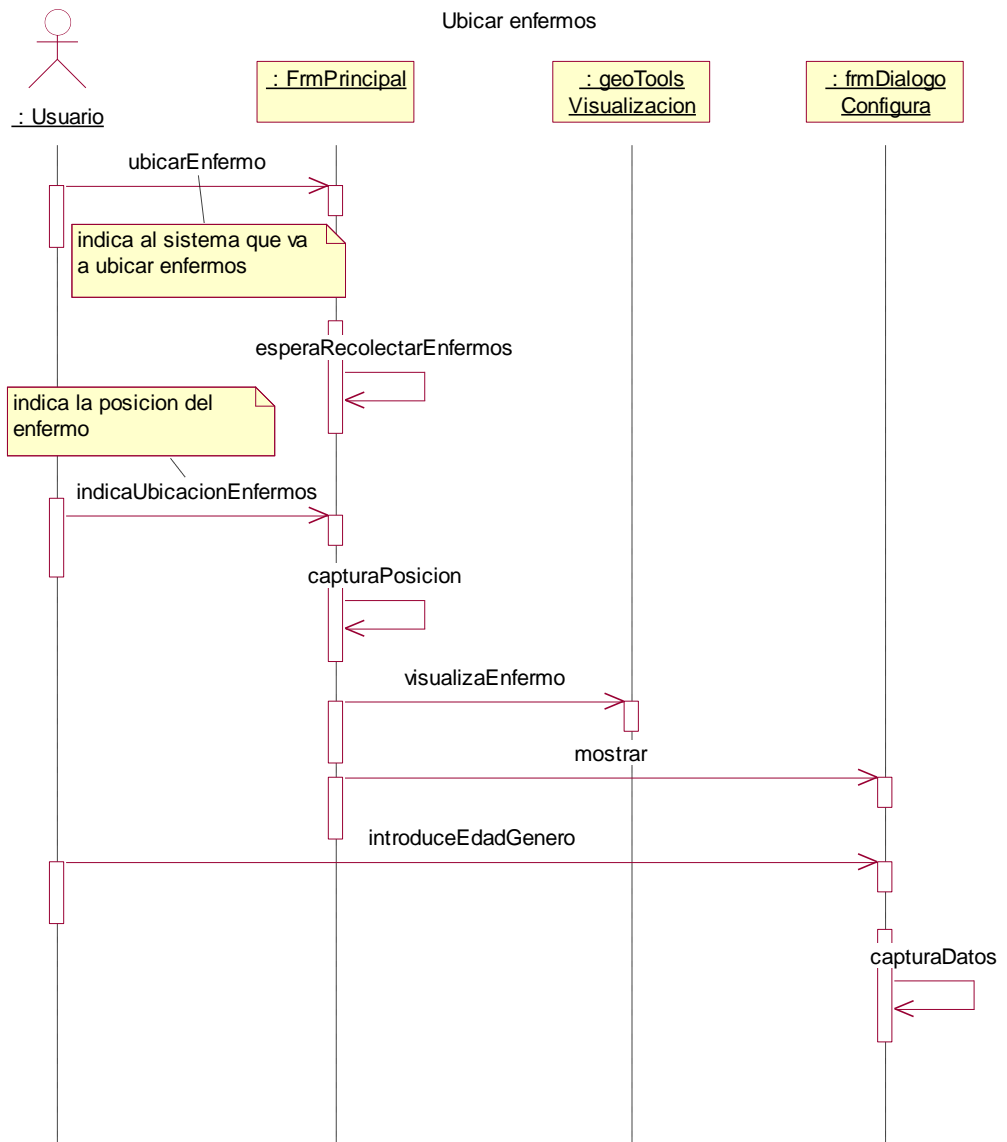 Ubicar enfermos
: Usuario
: FrmPrincipal
: geoTools
Visualizacion
: frmDialogo
Configura
ubicarEnfermo
indica al sistema que va
a ubicar enfermos
esperaRecolectarEnfermos
indica la posicion del
enfermo
indicaUbicacionEnfermos
capturaPosicion
visualizaEnfermo
mostrar
introduceEdadGenero
capturaDatos